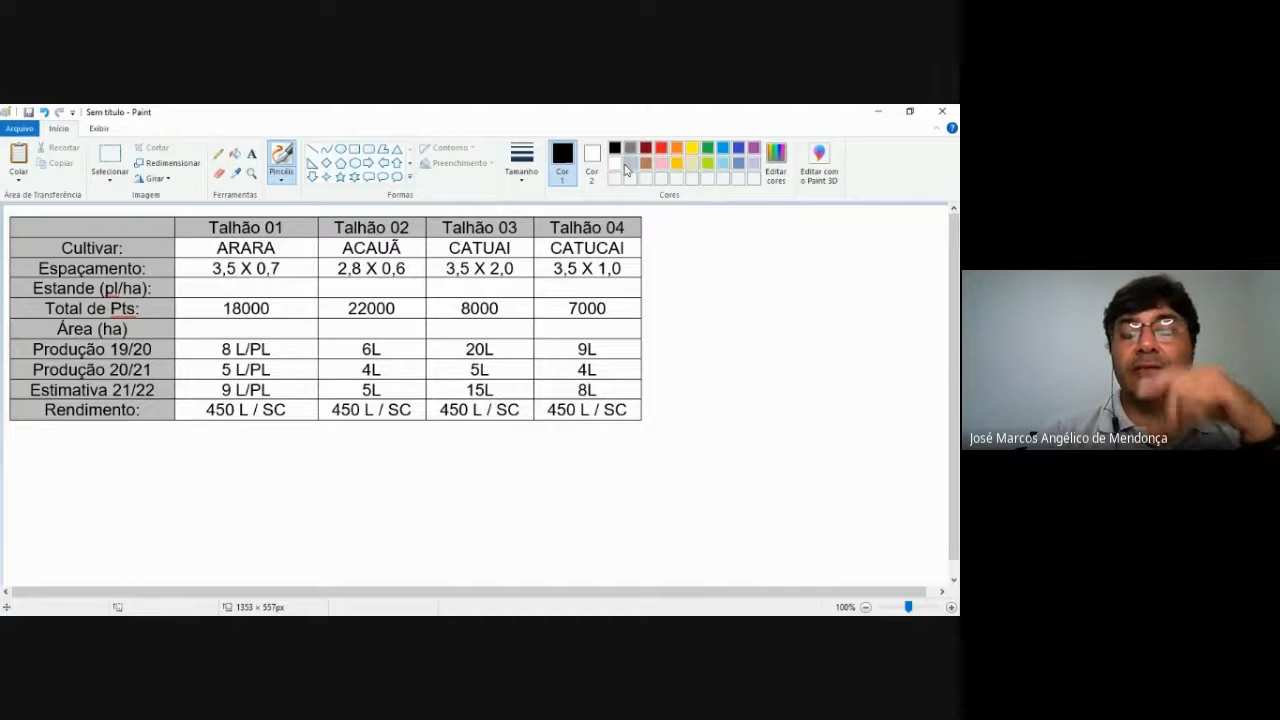 Sem título - Paint
Arquivo Início Exibir
Colar
Recortar
Copiar
Área de Transferência
Selecionar
Cortar
Redimensionar
Girar
Imagem
A
Ferramentas
Pincéis
Contorno
Preenchimento
Formas
Tamanho
Cor 1
Cor 2
Cores
Editar cores
Editar com o Paint 3D
Talhão 01 Talhão 02 Talhão 03 Talhão 04
Cultivar: ARARA ACAUÃ CATUAI CATUCAI
Espaçamento: 3,5 X 0,7 2,8 X 0,6 3,5 X 2,0 3,5 X 1,0
Estande (pl/ha):
Total de Pts: 18000 22000 8000 7000
Área (ha)
Produção 19/20 8 L/PL 6L 20L 9L
Produção 20/21 5 L/PL 4L 5L 4L
Estimativa 21/22 9 L/PL 5L 15L 8L
Rendimento: 450 L / SC 450 L / SC 450 L / SC 450 L / SC
José Marcos Angélico de Mendonça
1353 × 557px 100%